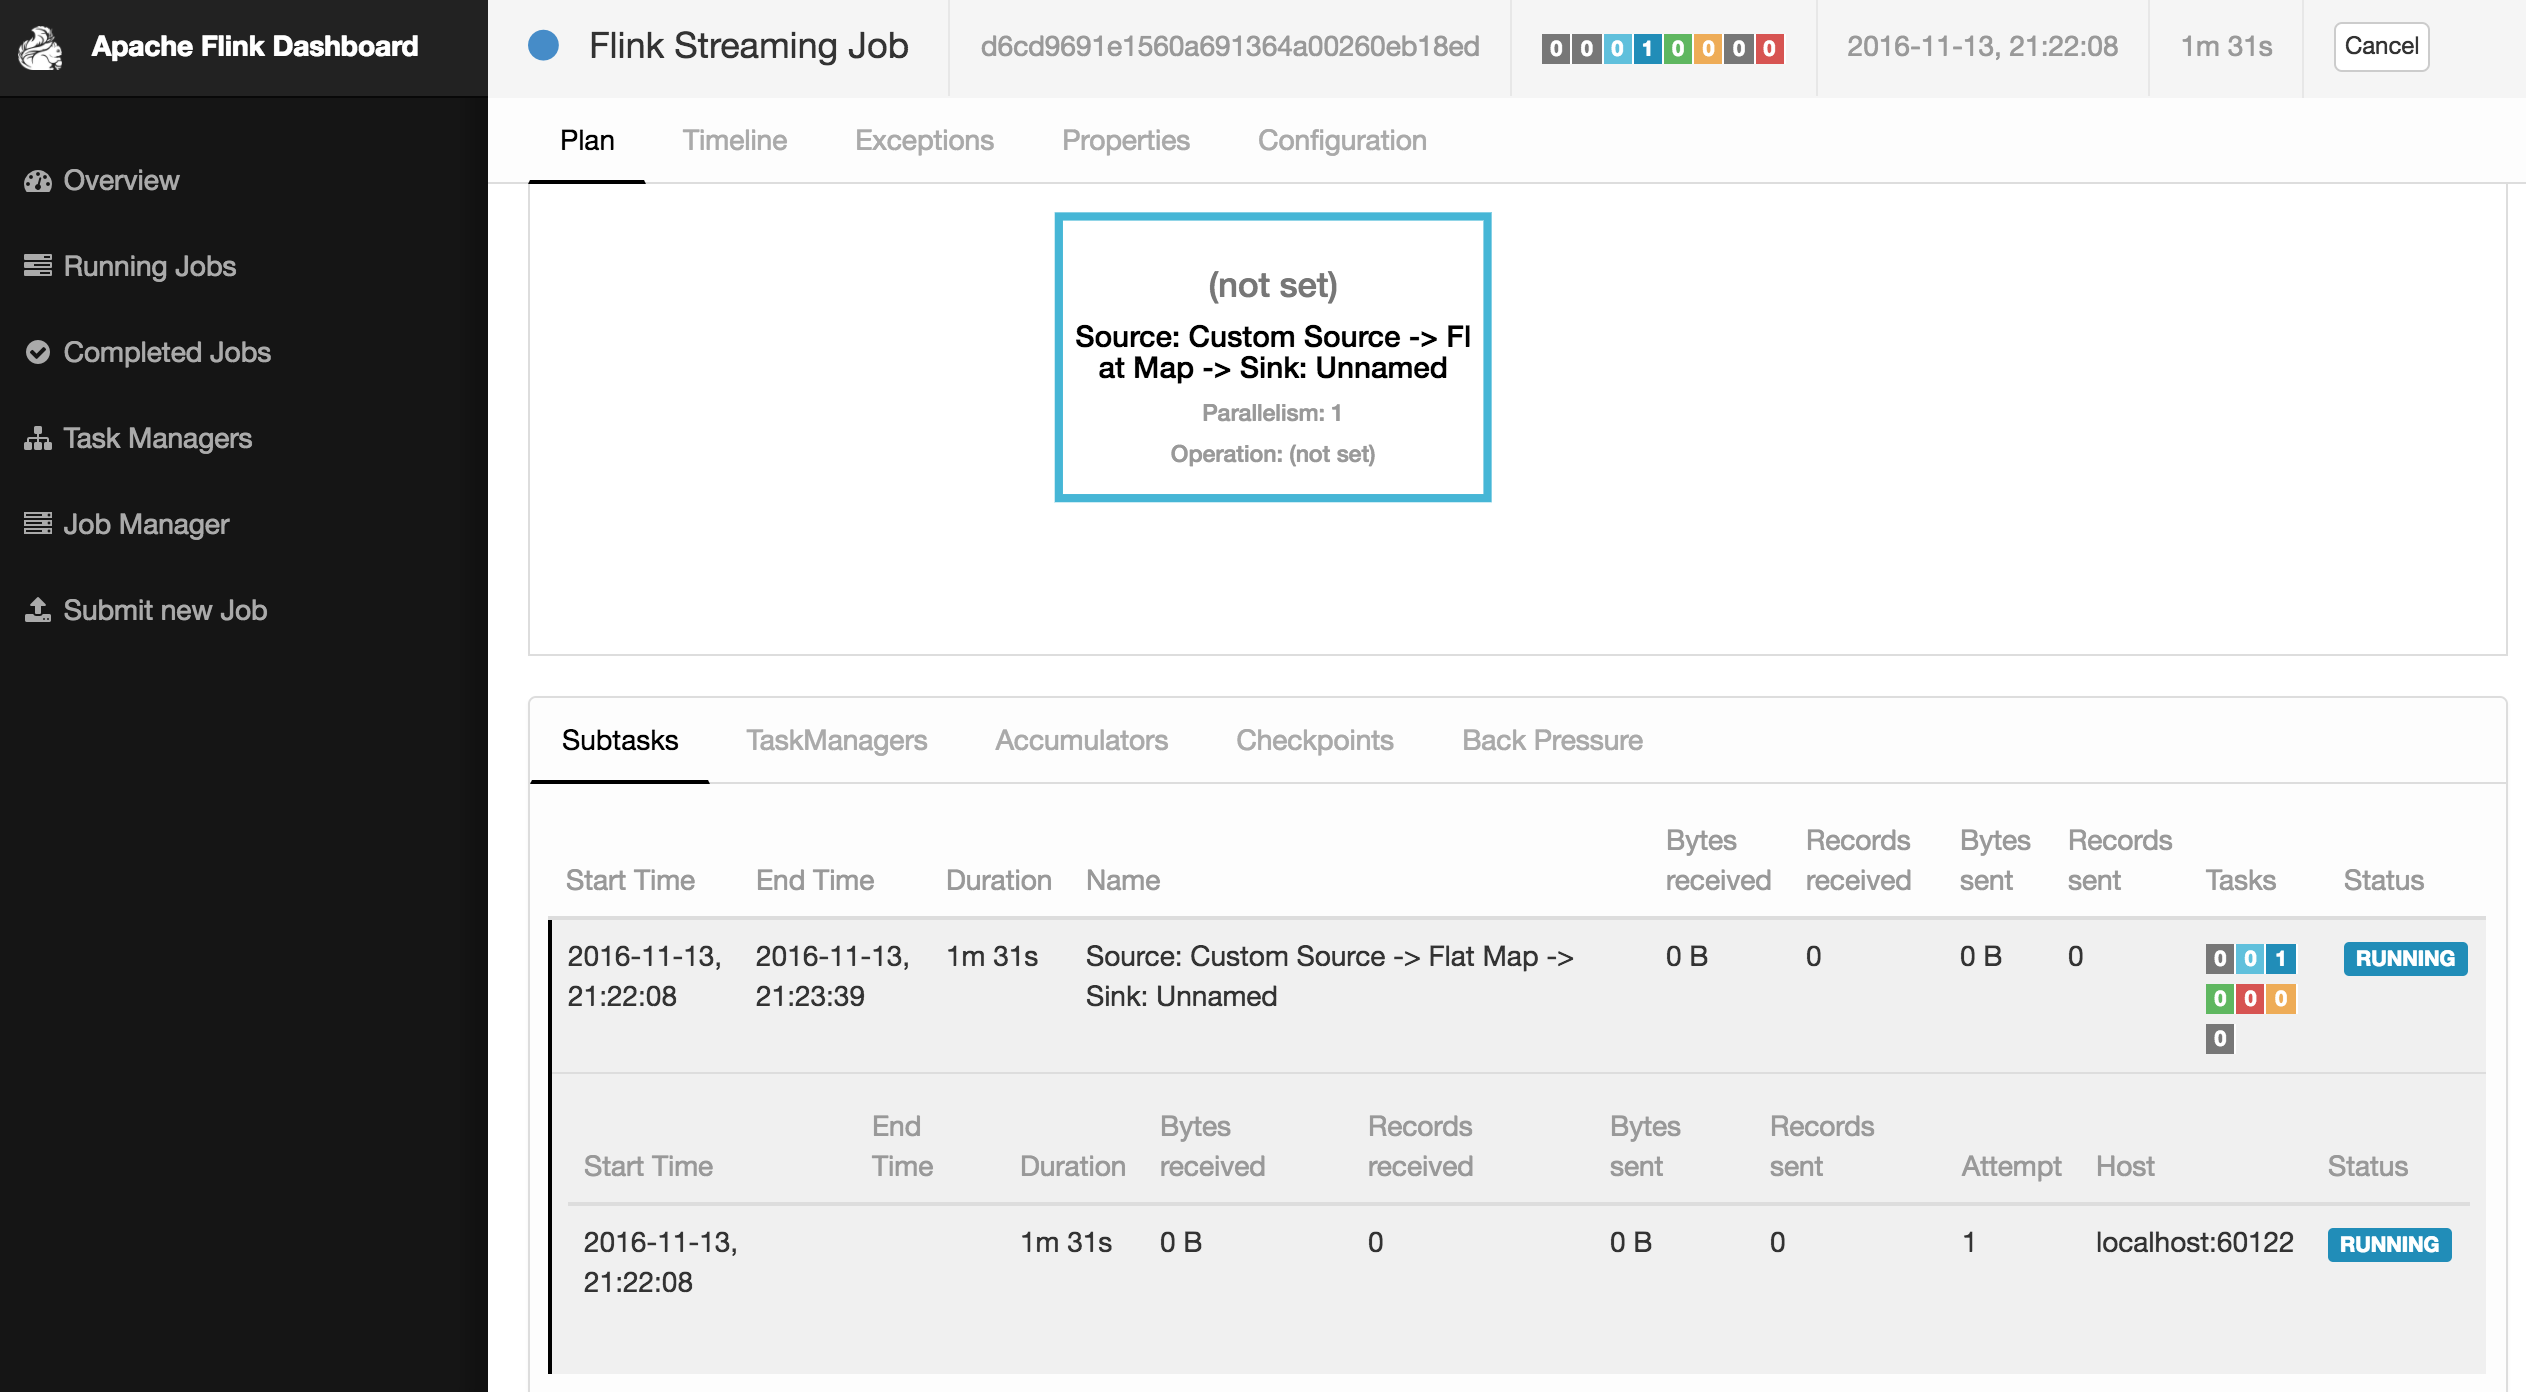 Apache Flink Dashboard
Flink Streaming Job
d6cd9691e1560a691364a00260eb18ed
0 0 0 1 0 0 0 0
2016-11-13, 21:22:08
1m 31s
Cancel
Overview
Running Jobs
Completed Jobs
Task Managers
Job Manager
Submit new Job
Plan Timeline Exceptions Properties Configuration
(not set)
Source: Custom Source -> Fl
at Map -> Sink: Unnamed
Parallelism: 1
Operation: (not set)
Subtasks TaskManagers Accumulators Checkpoints Back Pressure
Bytes Records Bytes Records
Start Time End Time Duration Name received received sent sent Tasks Status
2016-11-13, 2016-11-13, 1m 31s Source: Custom Source -> Flat Map -> 0 B 0 0 B 0 0 0 1 RUNNING
21:22:08 21:23:39 Sink: Unnamed 0 0 0
0
End Bytes Records Bytes Records
Start Time Time Duration received received sent sent Attempt Host Status
2016-11-13, 1m 31s 0 B 0 0 B 0 1 localhost:60122 RUNNING
21:22:08